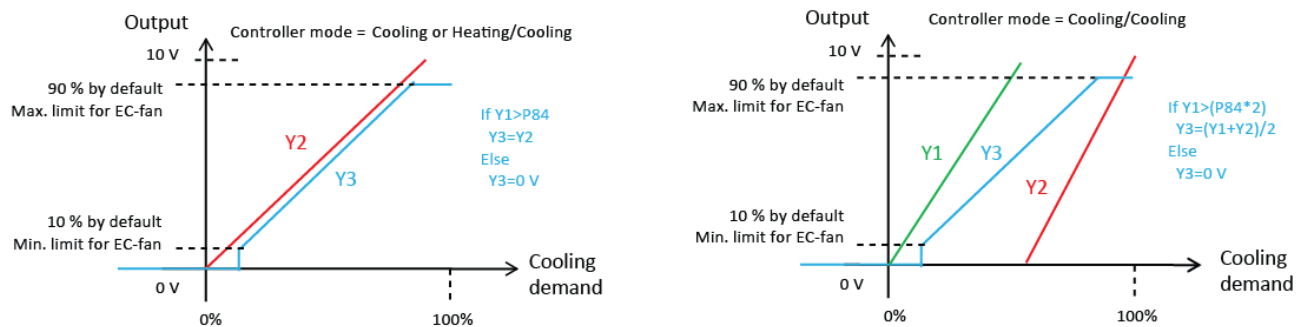 Output
Controller mode = Cooling or Heating/Cooling
10 V
90 % by default
Max. limit for EC-fan
If Y1>P84
Y3=Y2
Else
Y3=0 V
Y2
Y3
10 % by default
Min. limit for EC-fan
Cooling
demand
0 V
0%
100%
Output
Controller mode = Cooling/Cooling
10 V
90 % by default
Max. limit for EC-fan
If Y1>(P84*2)
Y3=(Y1+Y2)/2
Else
Y3=0 V
Y1
Y3
Y2
10 % by default
Min. limit for EC-fan
Cooling
demand
0 V
0%
100%